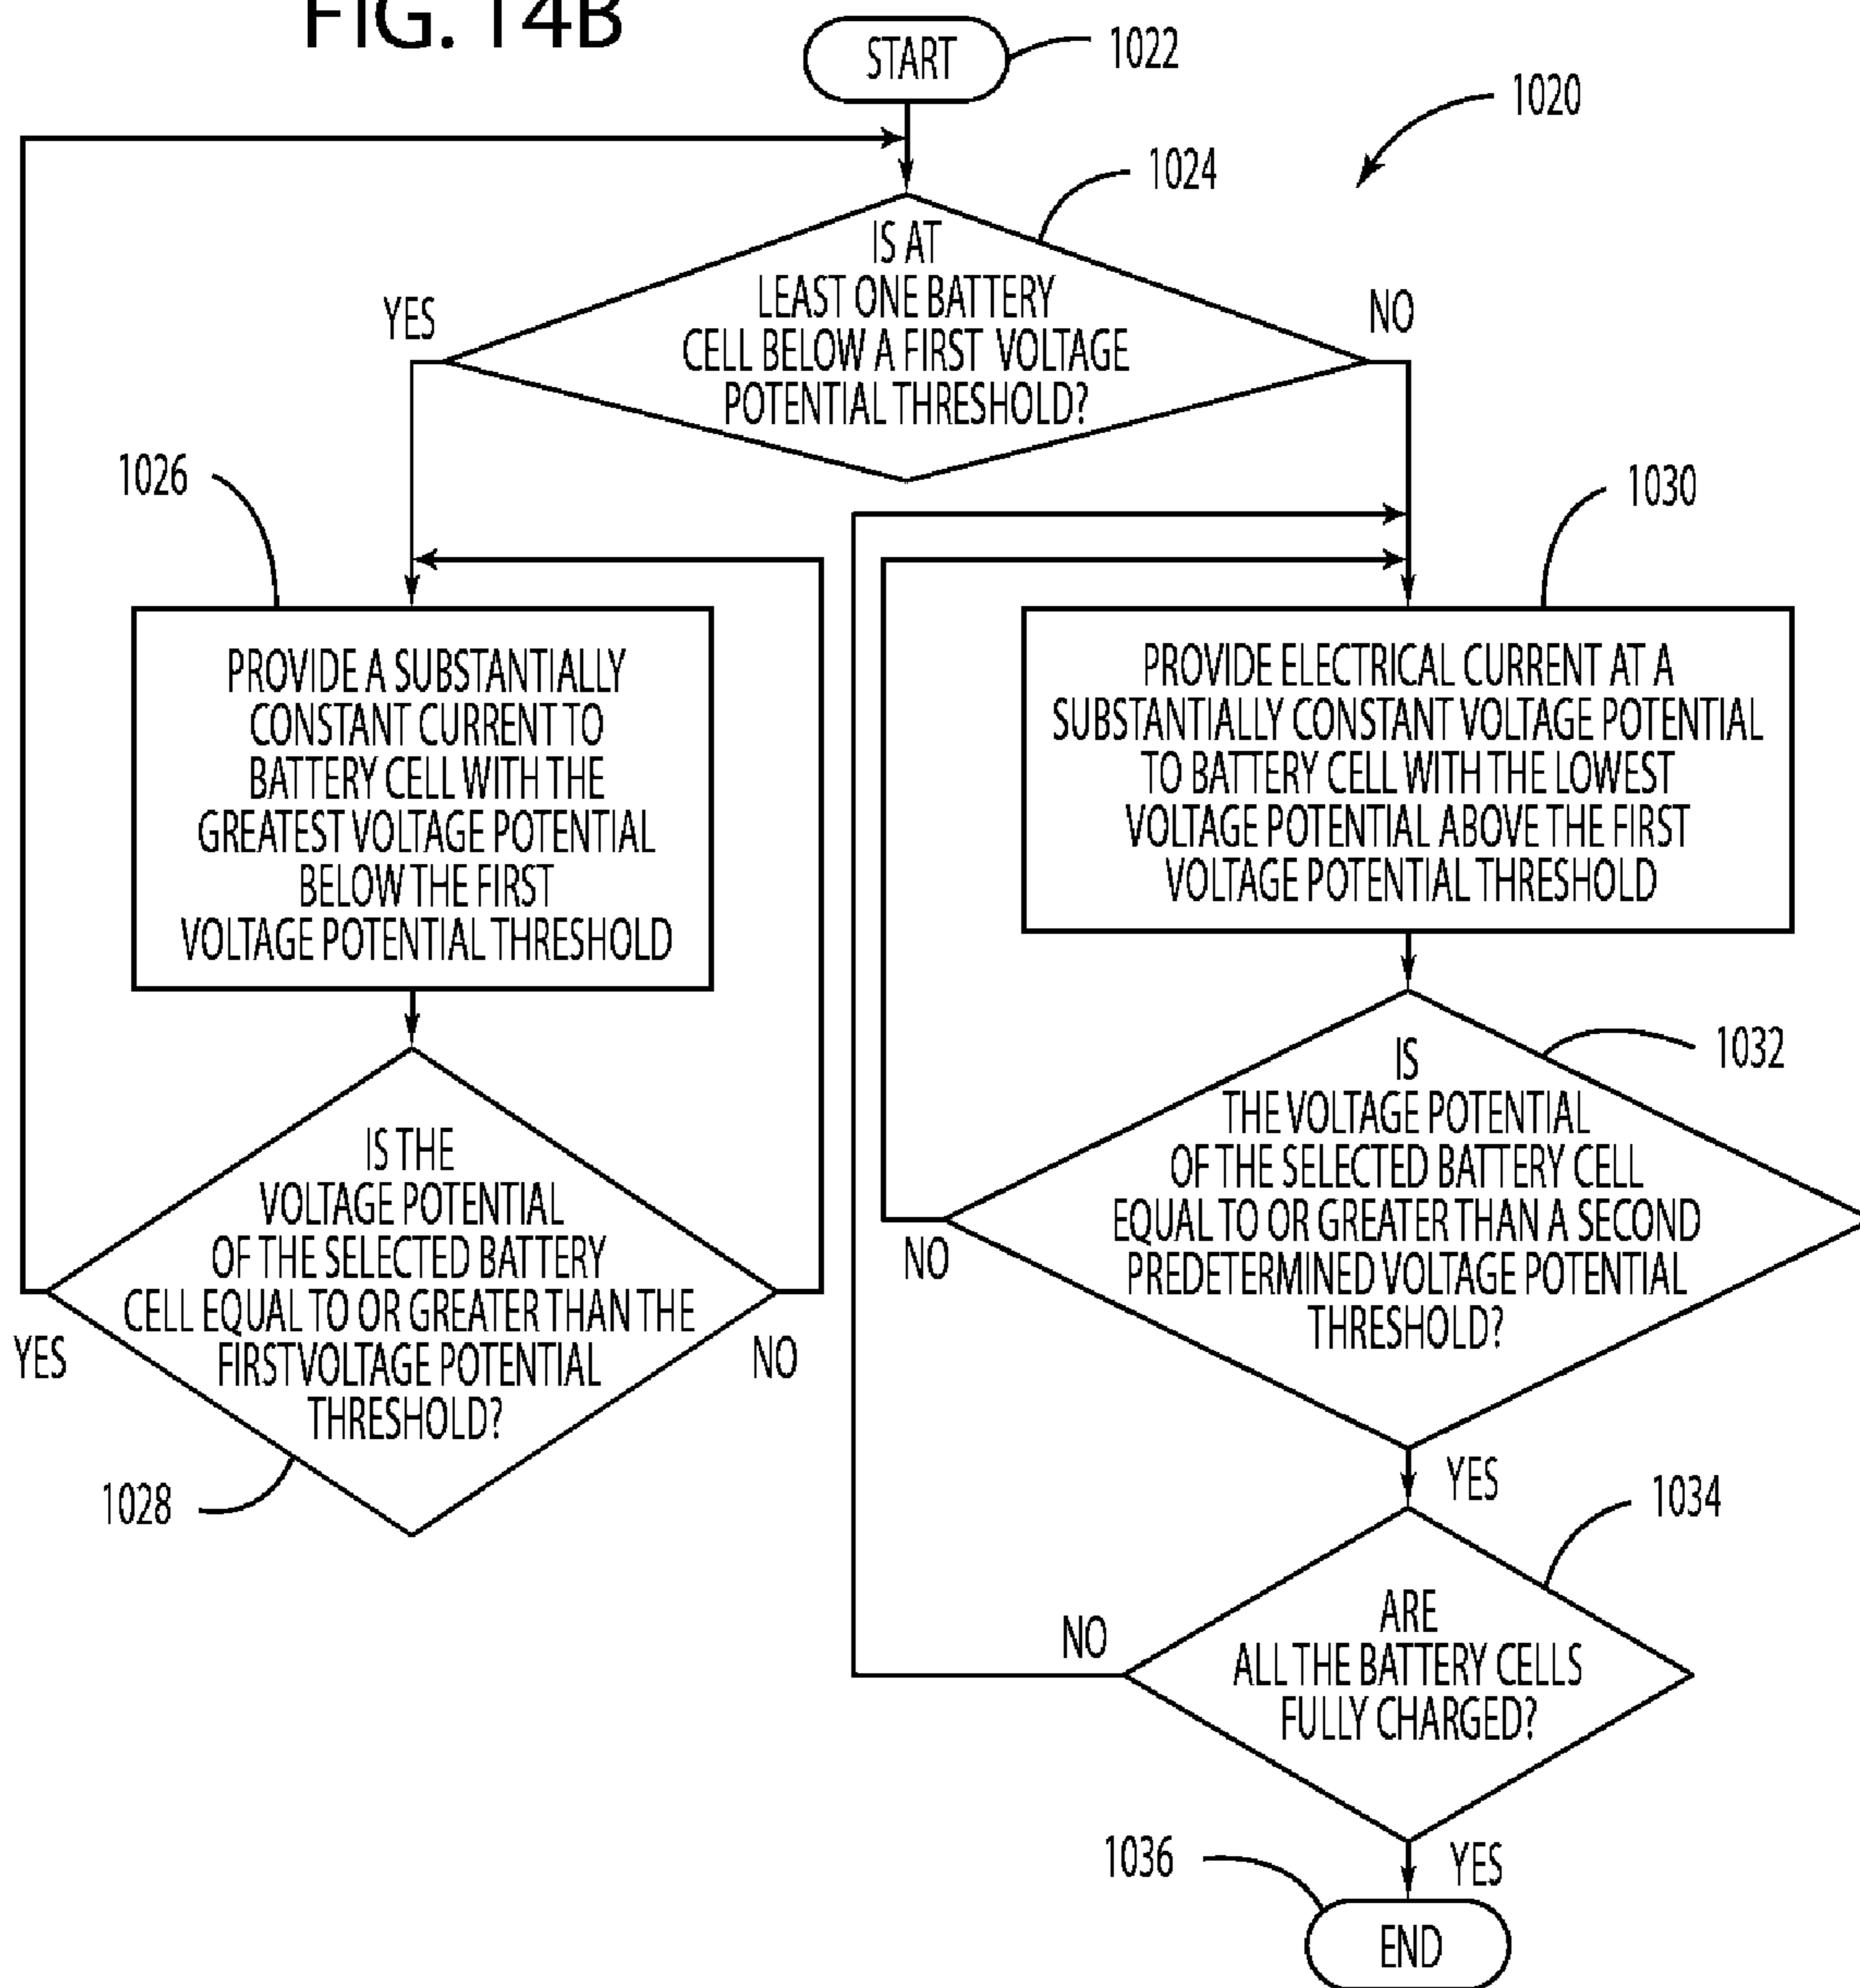 FIG. 14B
START
1022
1020
1024
IS AT
LEAST ONE BATTERY
CELL BELOW A FIRST VOLTAGE
POTENTIAL THRESHOLD?
YES
NO
1026
1030
PROVIDE A SUBSTANTIALLY
CONSTANT CURRENT TO
BATTERY CELL WITH THE
GREATEST VOLTAGE POTENTIAL
BELOW THE FIRST
VOLTAGE POTENTIAL THRESHOLD
PROVIDE ELECTRICAL CURRENT AT A
SUBSTANTIALLY CONSTANT VOLTAGE POTENTIAL
TO BATTERY CELL WITH THE LOWEST
VOLTAGE POTENTIAL ABOVE THE FIRST
VOLTAGE POTENTIAL THRESHOLD
IS THE
VOLTAGE POTENTIAL
OF THE SELECTED BATTERY
CELL EQUAL TO OR GREATER THAN THE
FIRST VOLTAGE POTENTIAL
THRESHOLD?
YES
NO
1028
1032
IS
THE VOLTAGE POTENTIAL
OF THE SELECTED BATTERY CELL
EQUAL TO OR GREATER THAN A SECOND
PREDETERMINED VOLTAGE POTENTIAL
THRESHOLD?
NO
YES
1034
ARE
ALL THE BATTERY CELLS
FULLY CHARGED?
NO
YES
1036
END